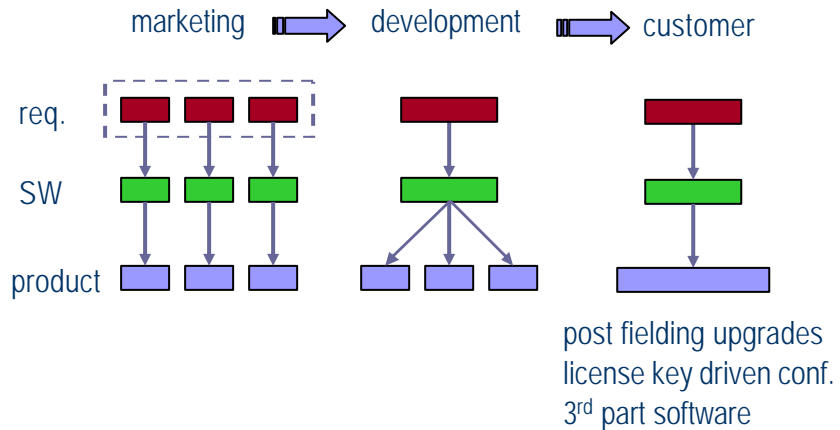 marketing development customer
req.
SW
product
post fielding upgrades
license key driven conf.
3rd part software